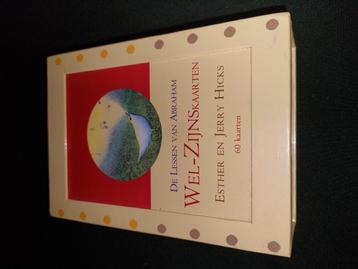 De Lessen van Abraham
Wel-Zijnskaarten
Esther en Jerry Hicks
60 kaarten